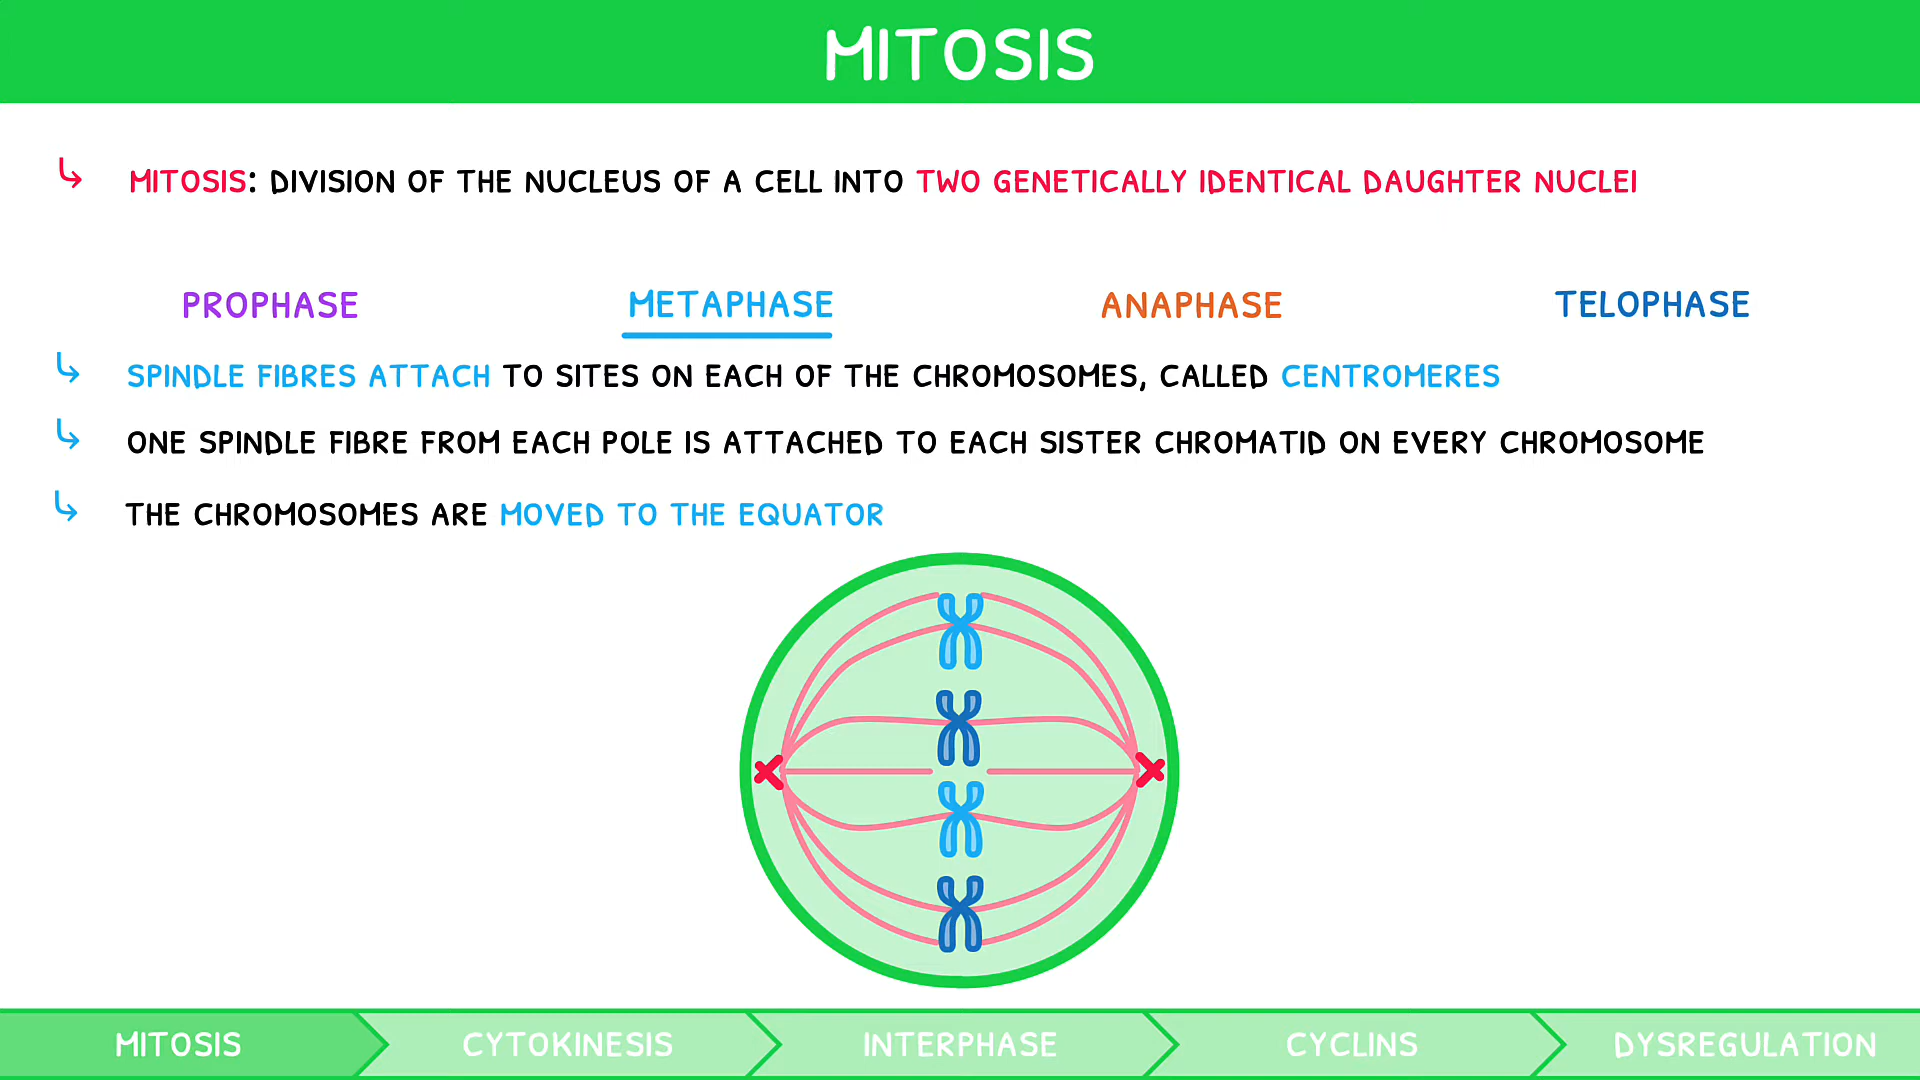 MITOSIS
MITOSIS: DIVISION OF THE NUCLEUS OF A CELL INTO TWO GENETICALLY IDENTICAL DAUGHTER NUCLEI
PROPHASE METAPHASE ANAPHASE TELOPHASE
SPINDLE FIBRES ATTACH TO SITES ON EACH OF THE CHROMOSOMES, CALLED CENTROMERES
ONE SPINDLE FIBRE FROM EACH POLE IS ATTACHED TO EACH SISTER CHROMATID ON EVERY CHROMOSOME
THE CHROMOSOMES ARE MOVED TO THE EQUATOR
MITOSIS CYTOKINESIS INTERPHASE CYCLINS DYSREGULATION